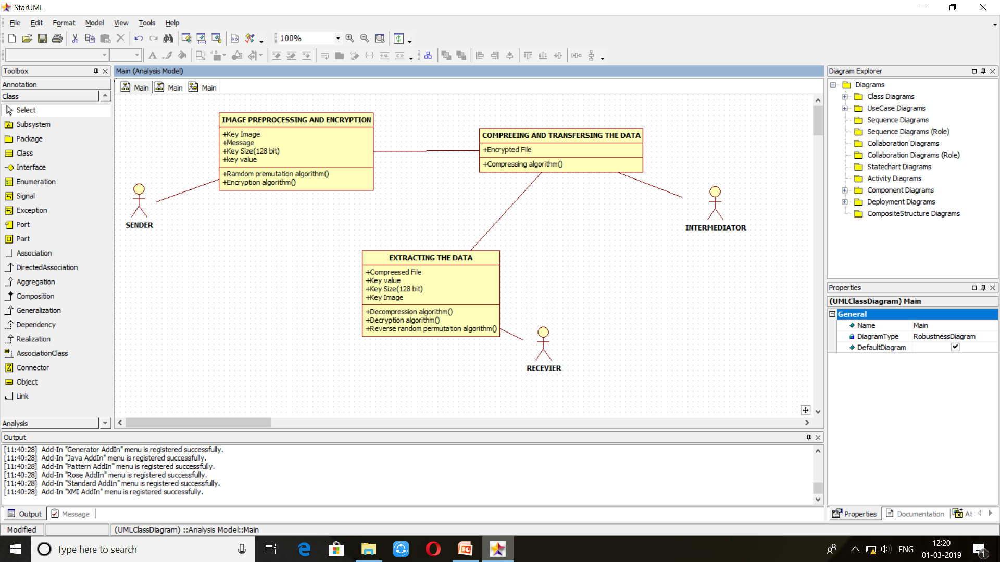 StarUML
File Edit Format Model View Tools Help
100%
Toolbox
Annotation
Class
Select
Subsystem
Package
Class
Interface
Enumeration
Signal
Exception
Port
Part
Association
DirectedAssociation
Aggregation
Composition
Generalization
Dependency
Realization
AssociationClass
Connector
Object
Link
Analysis
Main (Analysis Model)
Main Main Main
IMAGE PREPROCESSING AND ENCRYPTION
+Key Image
+Message
+Key Size(128 bit)
+key value
+Ramdom premutation algorithm()
+Encryption algorithm()
SENDER
COMPREEING AND TRANSFERSING THE DATA
+Encrypted File
+Compressing algorithm()
INTERMEDIATOR
EXTRACTING THE DATA
+Compreesed File
+Key value
+Key Size(128 bit)
+Key Image
+Decompression algorithm()
+Decryption algorithm()
+Reverse random permutation algorithm()
RECEVIER
Diagram Explorer
Diagrams
Class Diagrams
UseCase Diagrams
Sequence Diagrams
Sequence Diagrams (Role)
Collaboration Diagrams
Collaboration Diagrams (Role)
Statechart Diagrams
Activity Diagrams
Component Diagrams
Deployment Diagrams
CompositeStructure Diagrams
Properties
(UMLClassDiagram) Main
General
Name Main
DiagramType RobustnessDiagram
DefaultDiagram
Properties Documentation At
Output
[11:40:28] Add-In "Generator AddIn" menu is registered successfully.
[11:40:28] Add-In "Java AddIn" menu is registered successfully.
[11:40:28] Add-In "Pattern AddIn" menu is registered successfully.
[11:40:28] Add-In "Rose AddIn" menu is registered successfully.
[11:40:28] Add-In "Standard AddIn" menu is registered successfully.
[11:40:28] Add-In "XMI AddIn" menu is registered successfully.
Output Message
Modified (UMLClassDiagram) ::Analysis Model::Main
Type here to search
ENG
12:20
01-03-2019
1